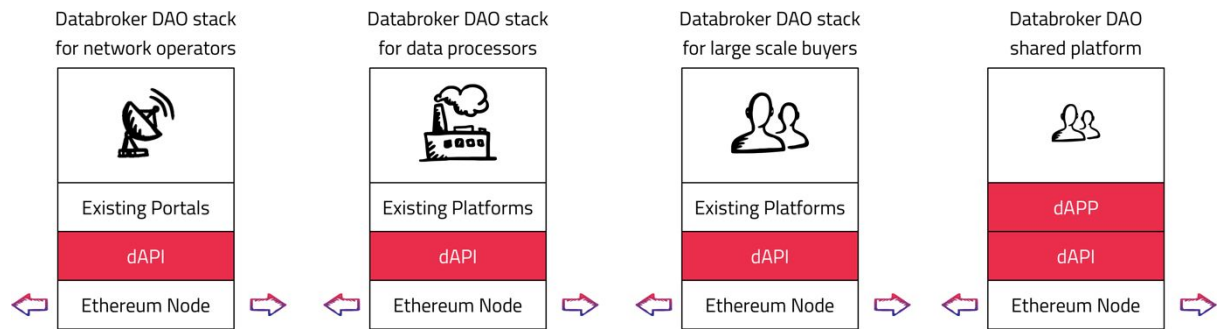 Databroker DAO stack
for network operators
Existing Portals
dAPI
Ethereum Node
Databroker DAO stack
for data processors
Existing Platforms
dAPI
Ethereum Node
Databroker DAO stack
for large scale buyers
Existing Platforms
dAPI
Ethereum Node
Databroker DAO
shared platform
dAPP
dAPI
Ethereum Node